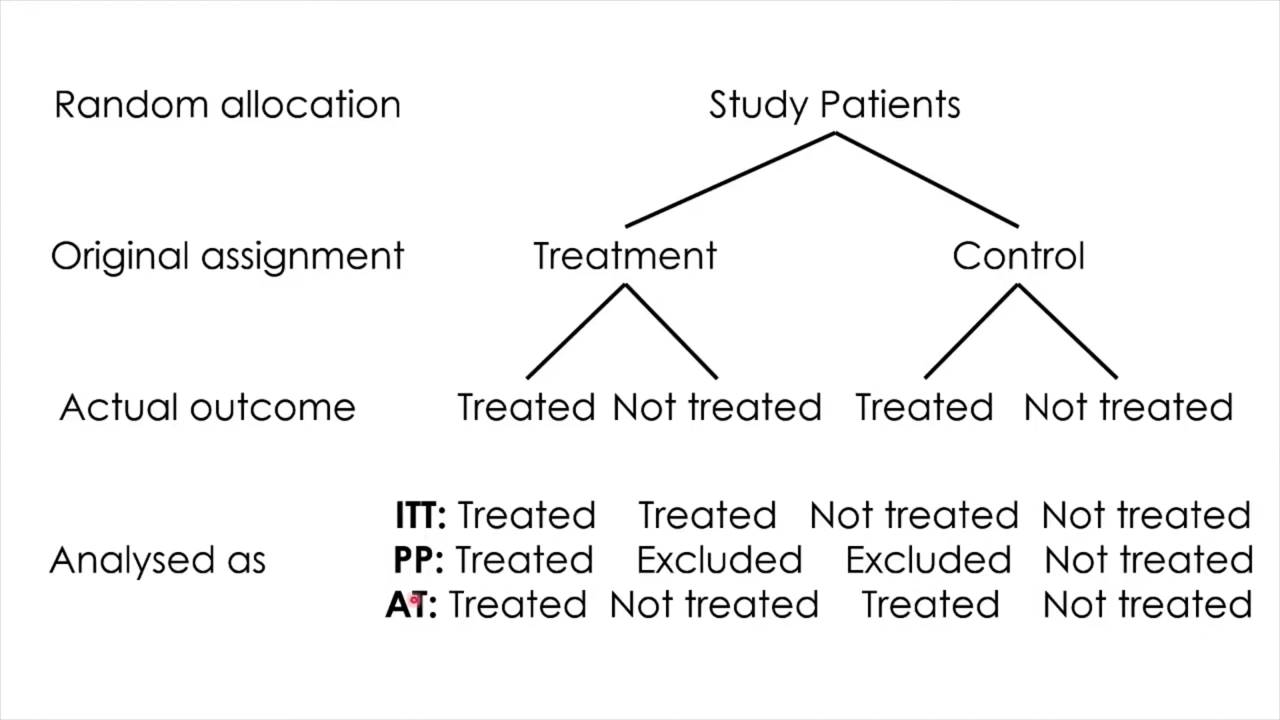 Random allocation Study Patients
Original assignment Treatment Control
Actual outcome Treated Not treated Treated Not treated
ITT: Treated Treated Not treated Not treated
Analysed as PP: Treated Excluded Excluded Not treated
AT: Treated Not treated Treated Not treated